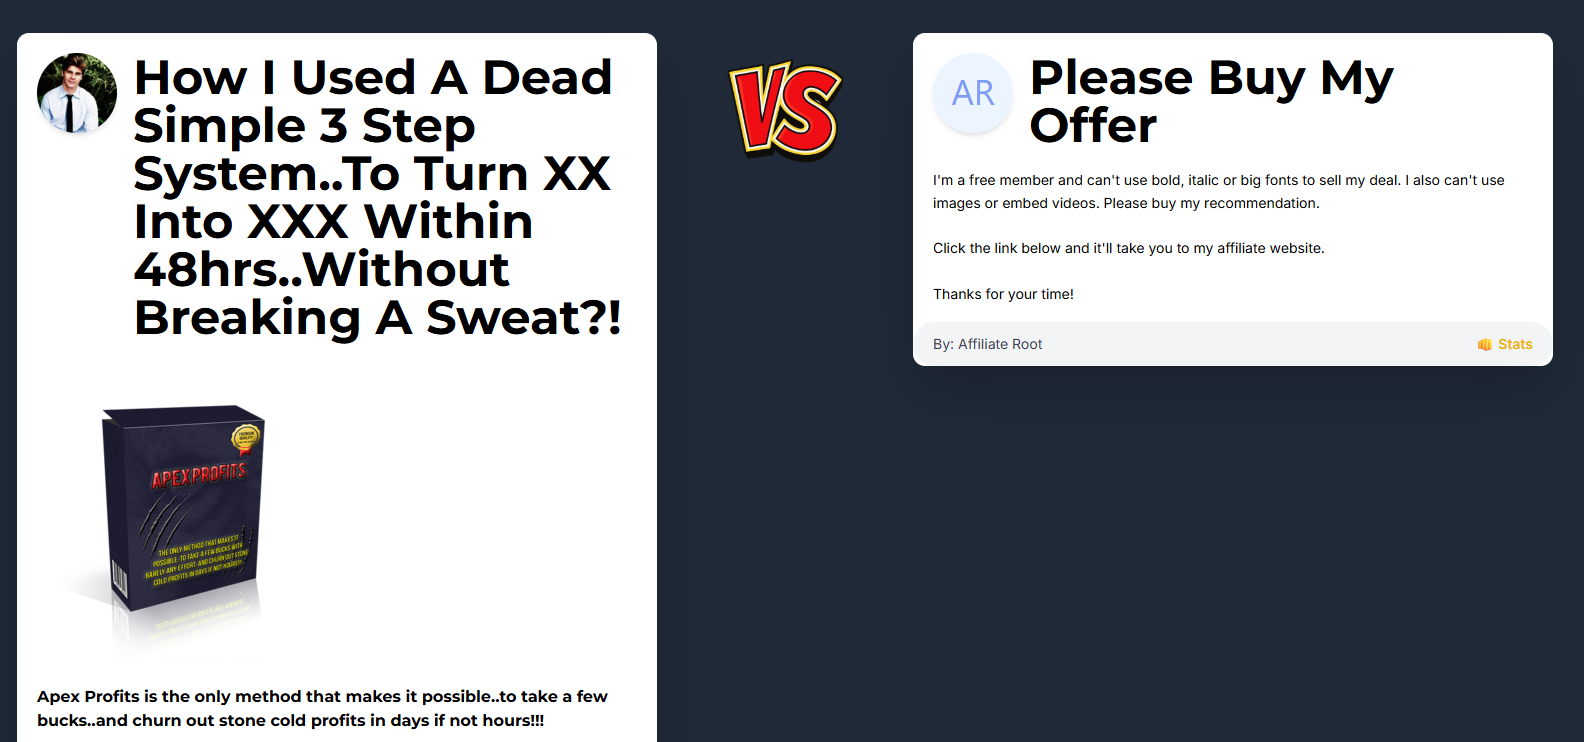 How I Used A Dead
Simple 3 Step
System..To Turn XX
Into XXX Within
48hrs..Without
Breaking A Sweat?!
PREMIUM
QUALITY
APEX PROFITS
THE ONLY METHOD THAT MAKES IT
POSSIBLE..TO TAKE A FEW BUCKS WITH
BARELY ANY EFFORT..AND CHURN OUT STONE
COLD PROFITS IN DAYS IF NOT HOURS!!!
Apex Profits is the only method that makes it possible..to take a few
bucks..and churn out stone cold profits in days if not hours!!!
VS
AR
Please Buy My
Offer
I'm a free member and can't use bold, italic or big fonts to sell my deal. I also can't use
images or embed videos. Please buy my recommendation.
Click the link below and it'll take you to my affiliate website.
Thanks for your time!
By: Affiliate Root
Stats